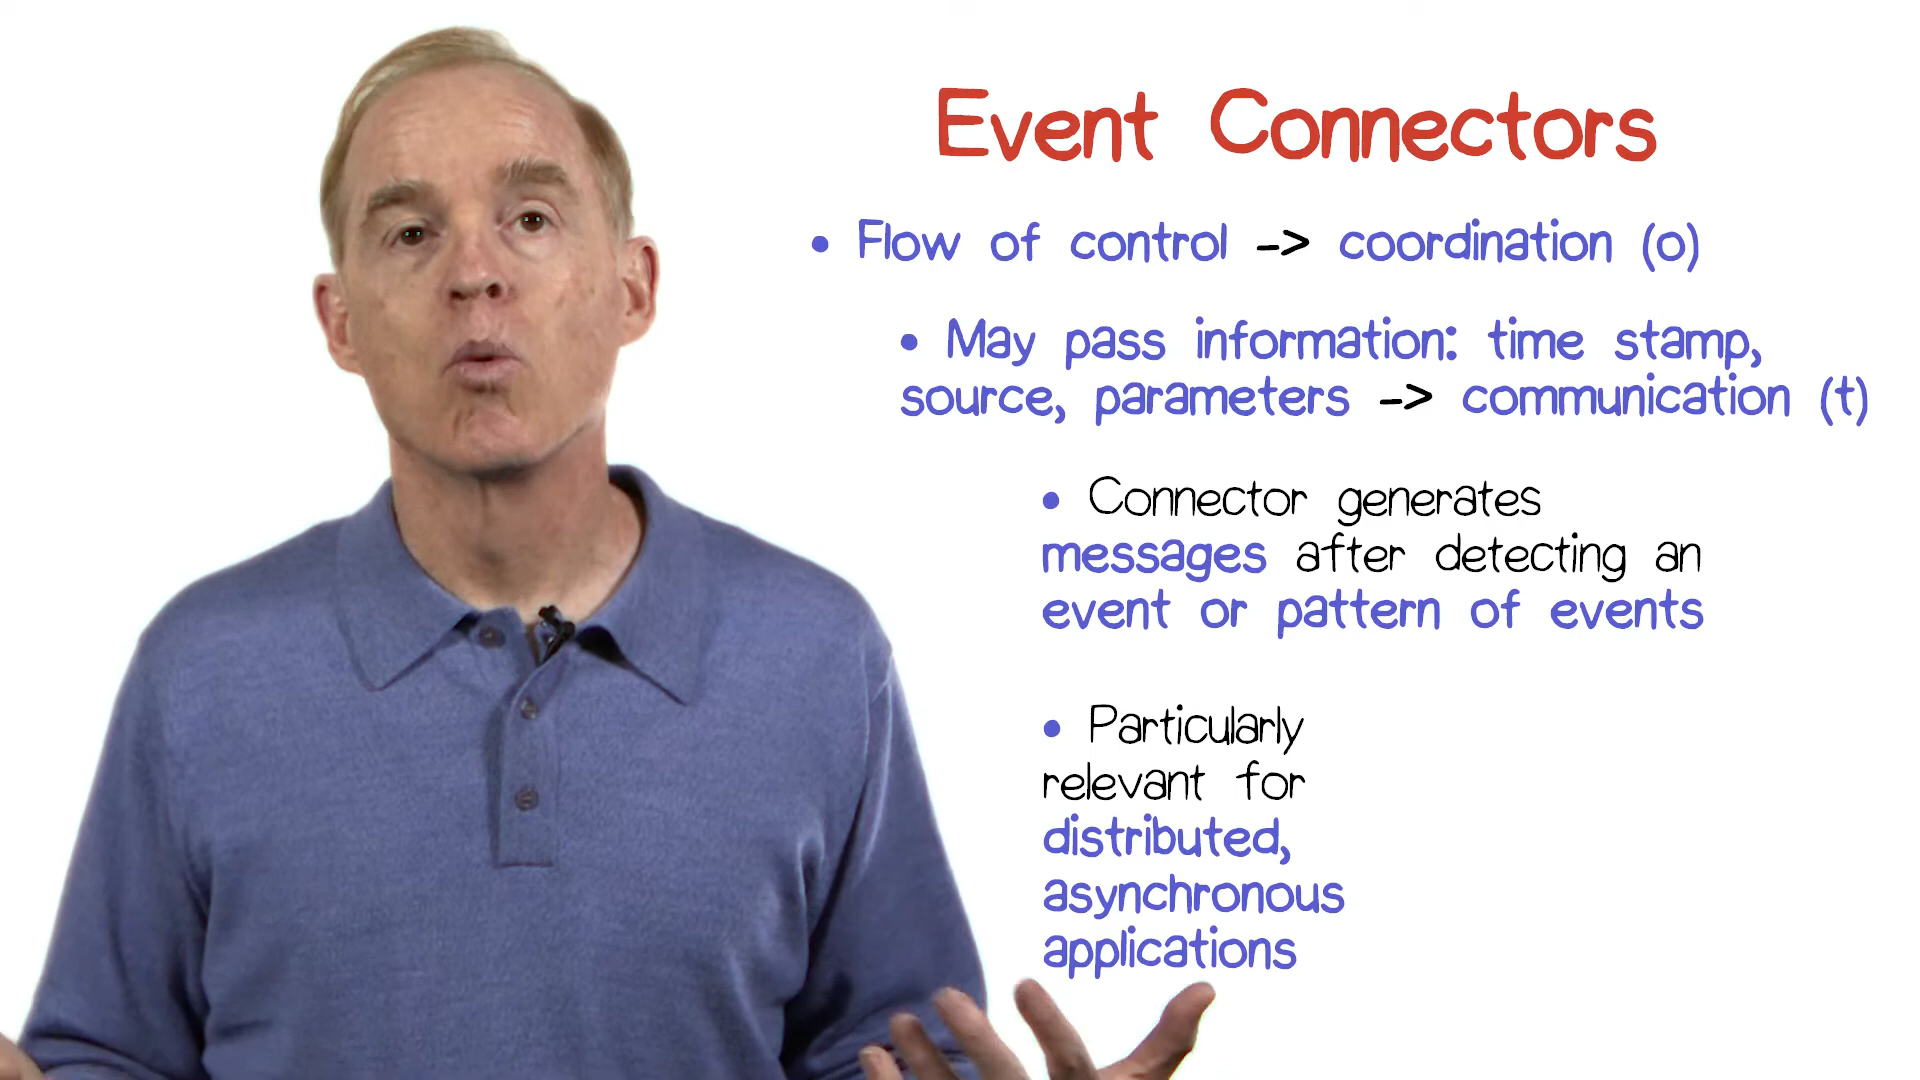 Event Connectors
• Flow of control -> coordination (o)
• May pass information: time stamp,
source, parameters -> communication (t)
• Connector generates
messages after detecting an
event or pattern of events
• Particularly
relevant for
distributed,
asynchronous
applications